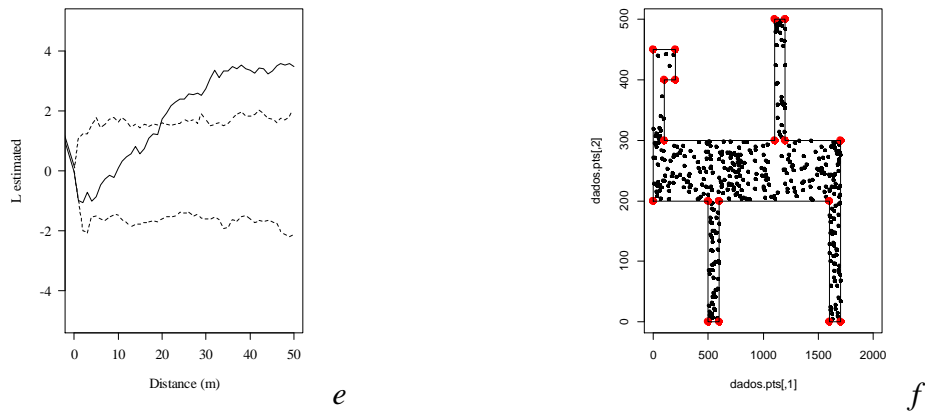 4
2
0
-2
-4
L estimated
0 10 20 30 40 50
Distance (m)
e
500
400
300
200
100
0
dados.pts[,2]
0 500 1000 1500 2000
dados.pts[,1]
f